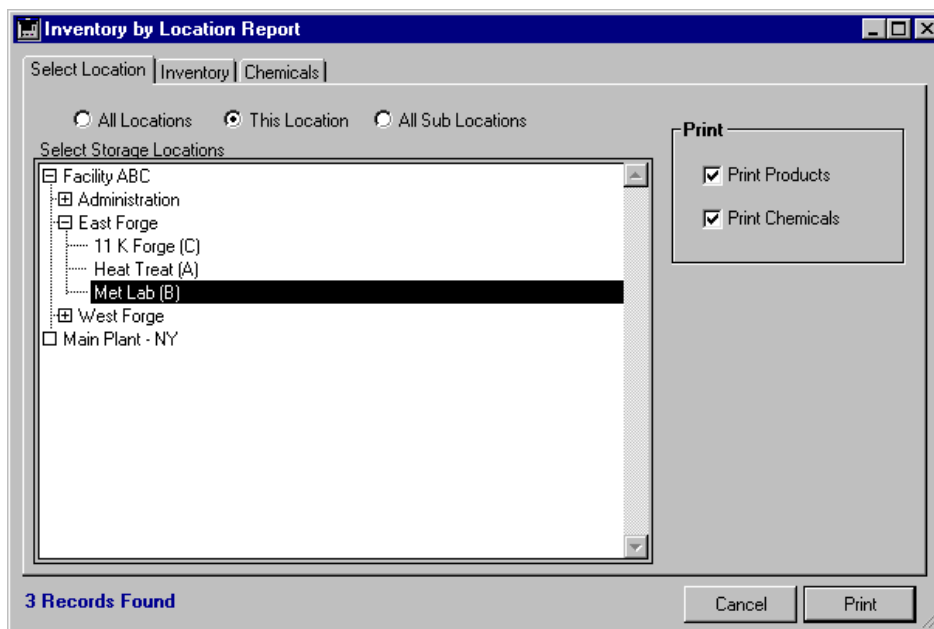 Inventory by Location Report
Select Location Inventory Chemicals
All Locations This Location All Sub Locations
Select Storage Locations
Facility ABC
Administration
East Forge
11 K Forge (C)
Heat Treat (A)
Met Lab (B)
West Forge
Main Plant - NY
Print
Print Products
Print Chemicals
3 Records Found
Cancel Print